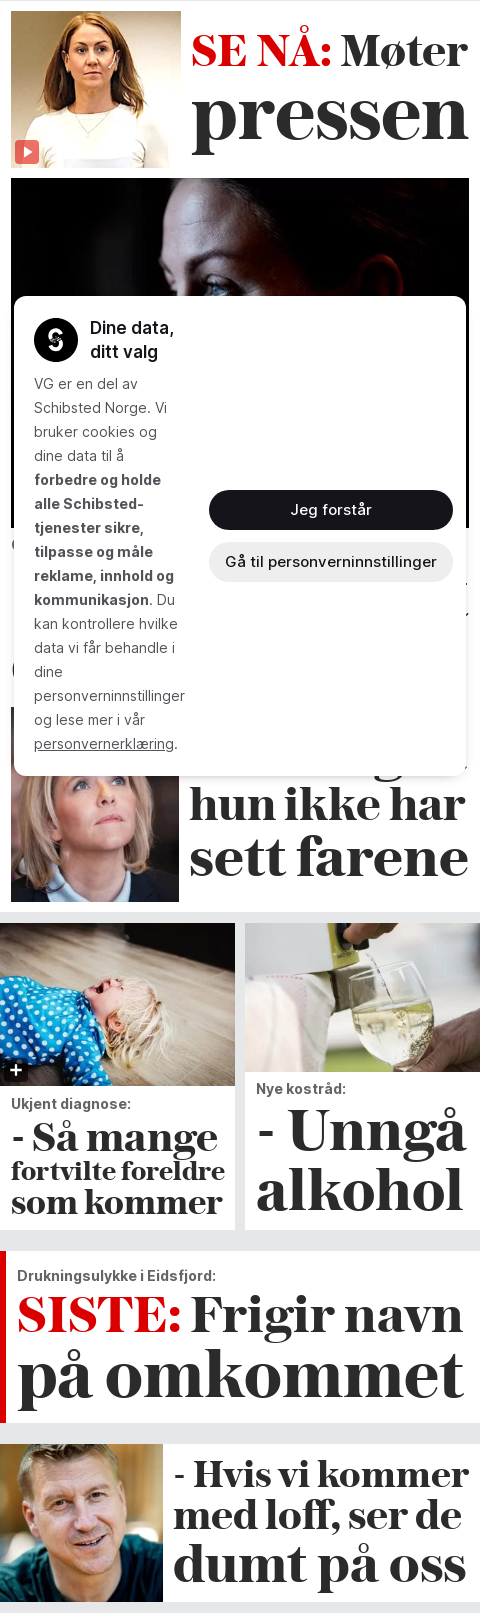 SE NÅ: Møter
pressen
Dine data,
ditt valg
VG er en del av
Schibsted Norge. Vi
bruker cookies og
dine data til å
forbedre og holde
alle Schibsted-
tjenester sikre,
tilpasse og måle
reklame, innhold og
kommunikasjon. Du
kan kontrollere hvilke
data vi får behandle i
dine
personverninnstillinger
og lese mer i vår
personvernerklæring.
Jeg forstår
Gå til personverninnstillinger
hun ikke har
sett farene
Ukjent diagnose:
- Så mange
fortvilte foreldre
som kommer
Nye kostråd:
- Unngå
alkohol
Drukningsulykke i Eidsfjord:
SISTE: Frigir navn
på omkommet
- Hvis vi kommer
med loff, ser de
dumt på oss